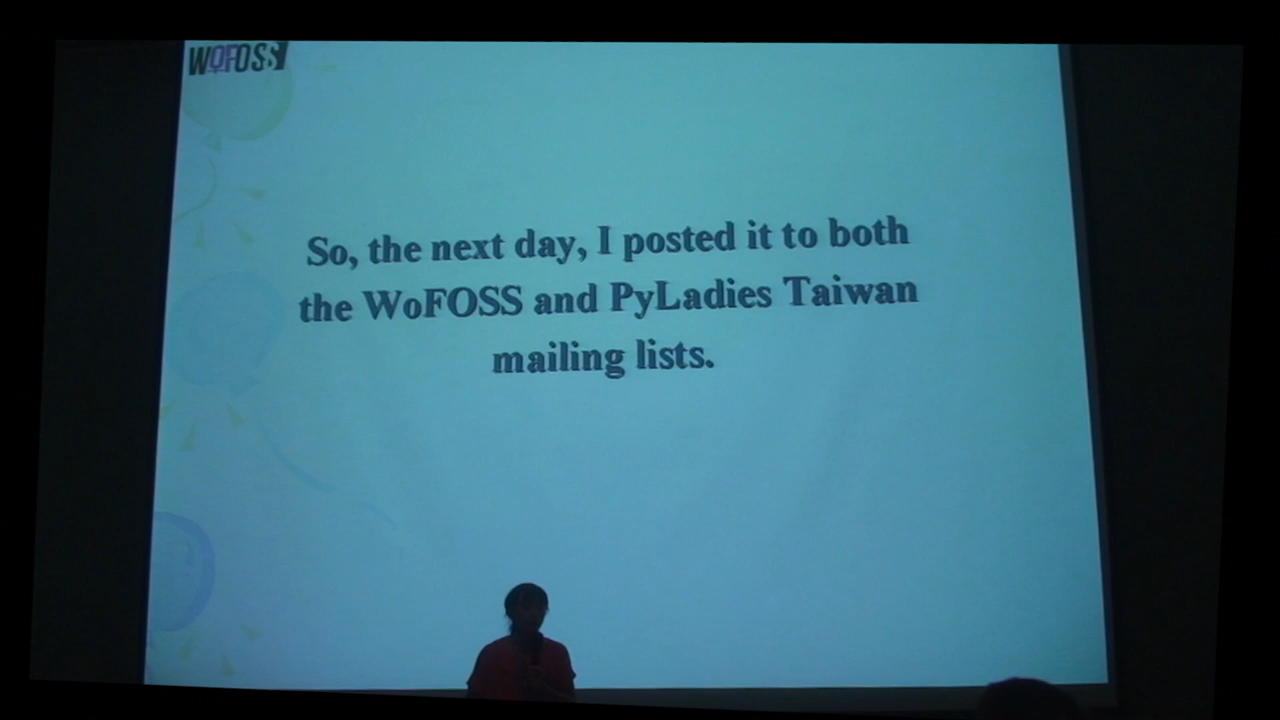 WOFOSS
So, the next day, I posted it to both
the WoFOSS and PyLadies Taiwan
mailing lists.